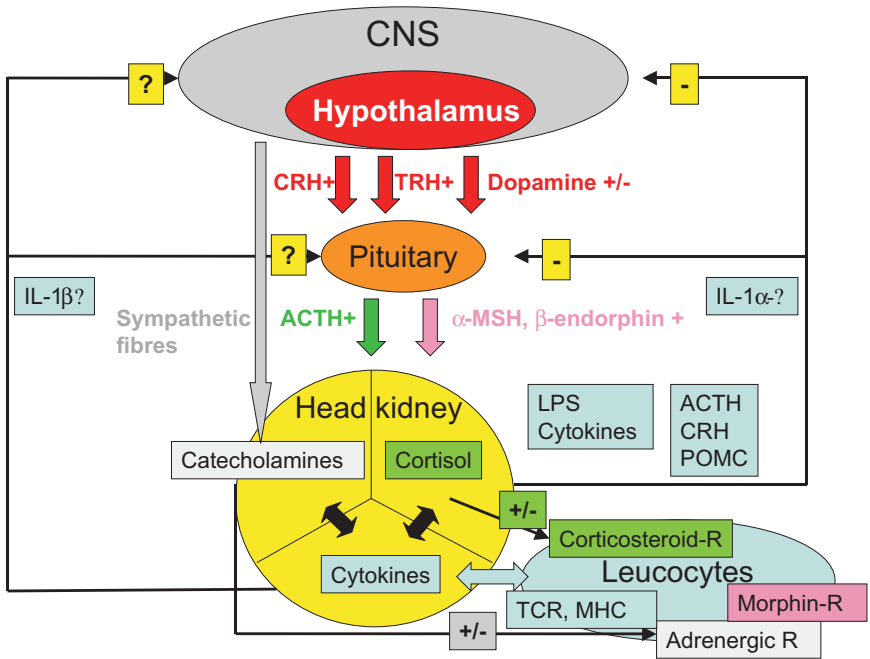 CNS
?
-
Hypothalamus
CRH+
TRH+
Dopamine +/-
?
Pituitary
-
IL-1β?
IL-1α-?
Sympathetic
fibres
ACTH+
α-MSH, β-endorphin +
Head kidney
LPS
Cytokines
ACTH
CRH
POMC
Catecholamines
Cortisol
+/-
Corticosteroid-R
Leucocytes
Cytokines
TCR, MHC
Morphin-R
+/-
Adrenergic R